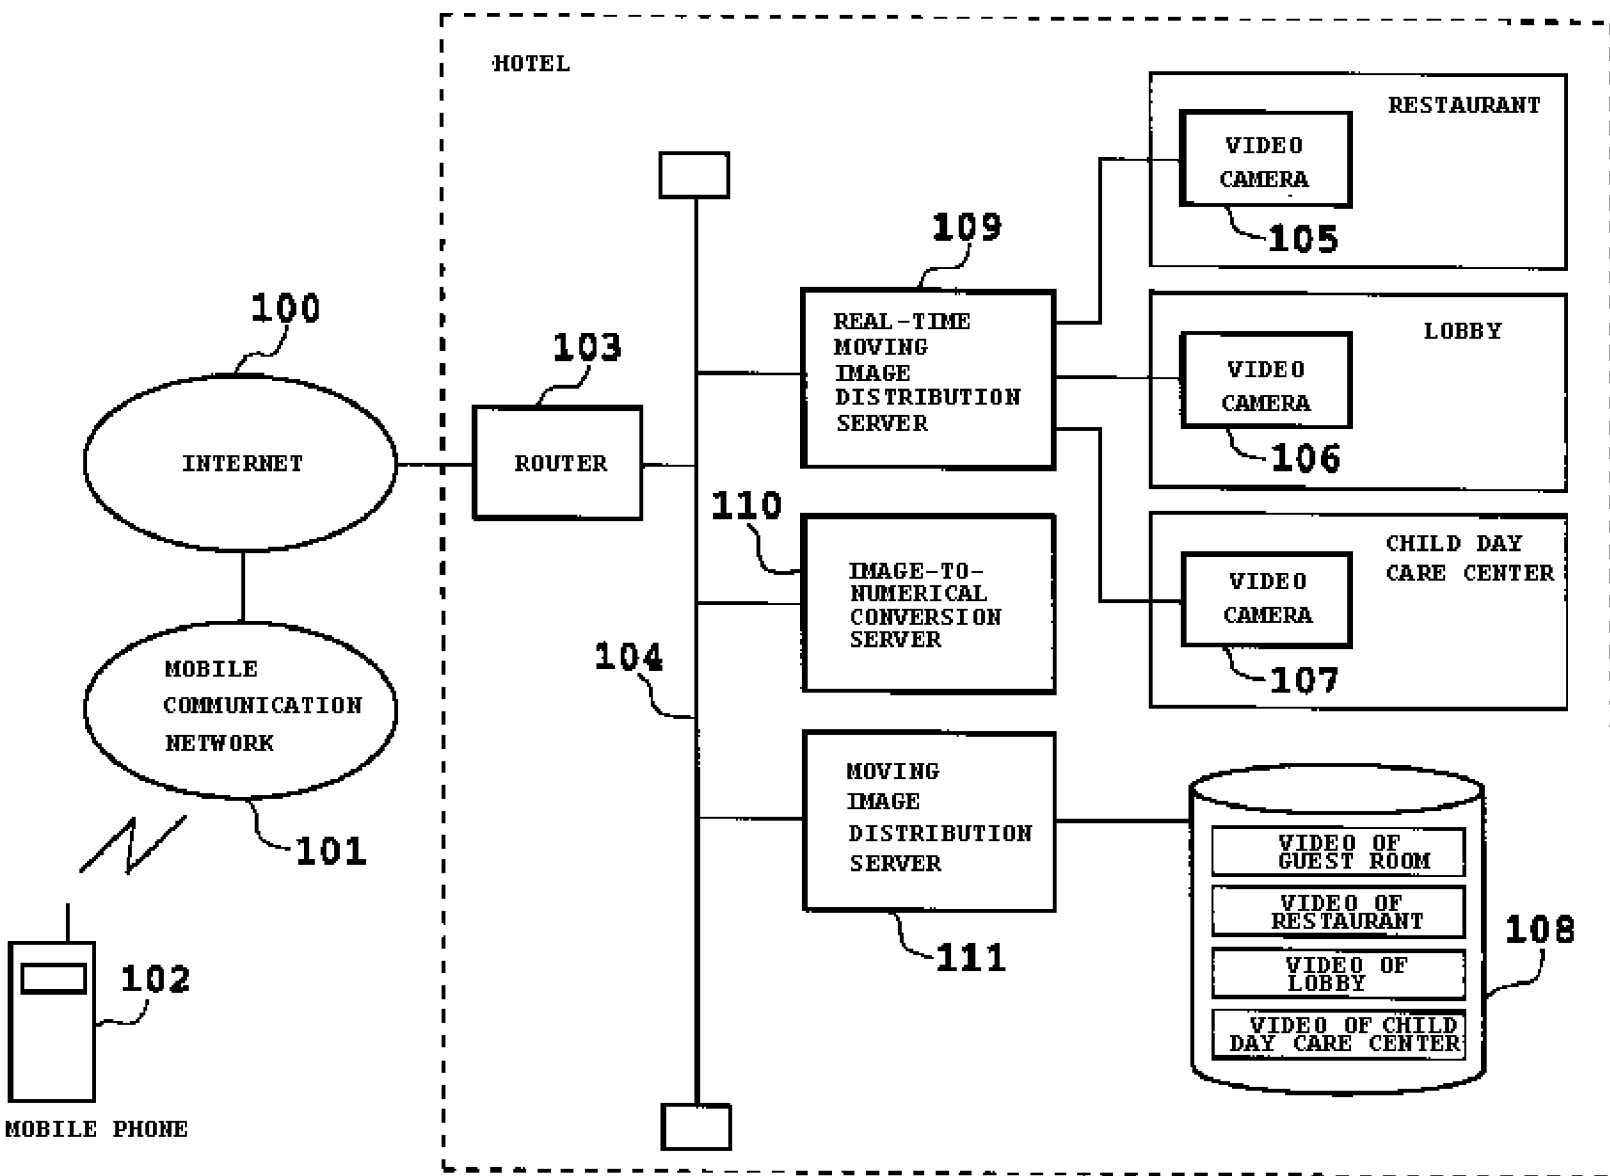 HOTEL
RESTAURANT
VIDEO
CAMERA
105
109
REAL-TIME
MOVING
IMAGE
DISTRIBUTION
SERVER
LOBBY
VIDEO
CAMERA
106
100
INTERNET
103
ROUTER
110
IMAGE-TO-
NUMERICAL
CONVERSION
SERVER
CHILD DAY
CARE CENTER
VIDEO
CAMERA
107
104
MOBILE
COMMUNICATION
NETWORK
101
MOVING
IMAGE
DISTRIBUTION
SERVER
111
VIDEO OF
GUEST ROOM
VIDEO OF
RESTAURANT
VIDEO OF
LOBBY
VIDEO OF CHILD
DAY CARE CENTER
108
102
MOBILE PHONE